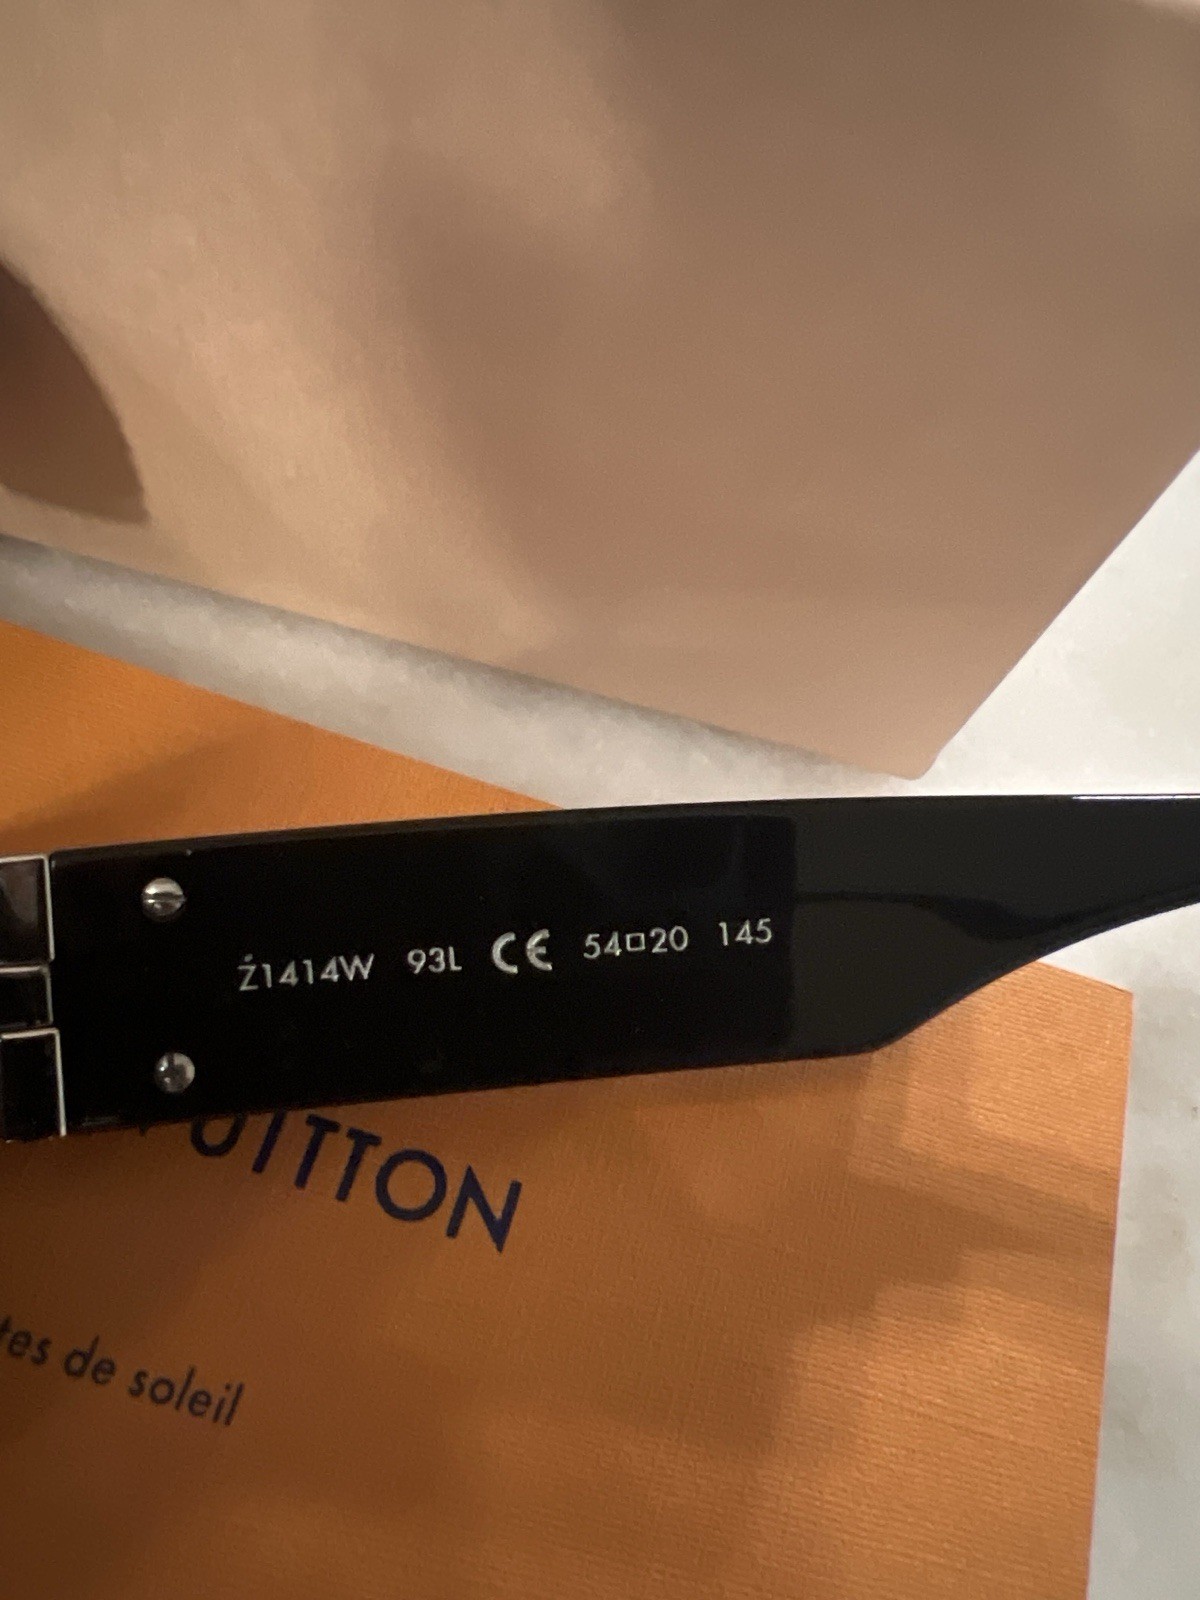 Ź1414W 93L CE 54□20 145
UITTON
tes de soleil